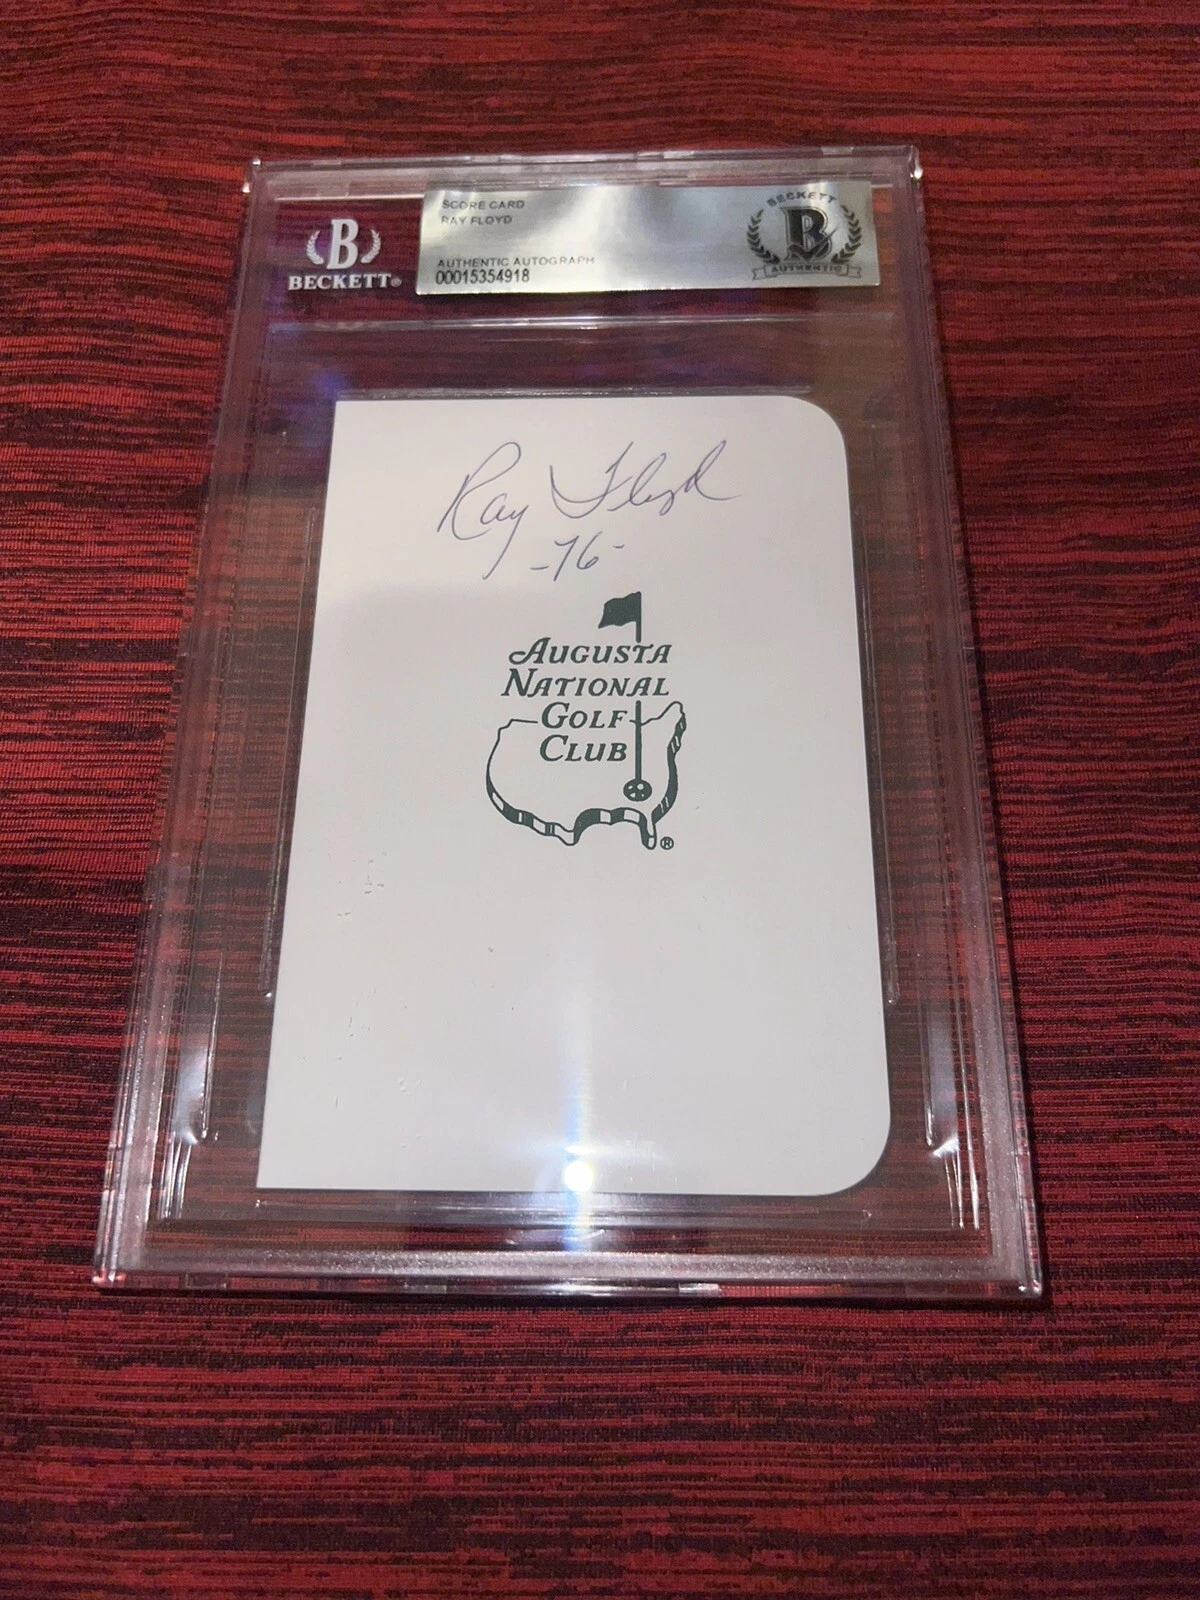 SCORE CARD
RAY FLOYD
AUTHENTIC AUTOGRAPH
00015354918
B
BECKETT®
BECKETT
B
AUTHENTIC
Ray Floyd
-76-
AUGUSTA
NATIONAL
GOLF
CLUB
®